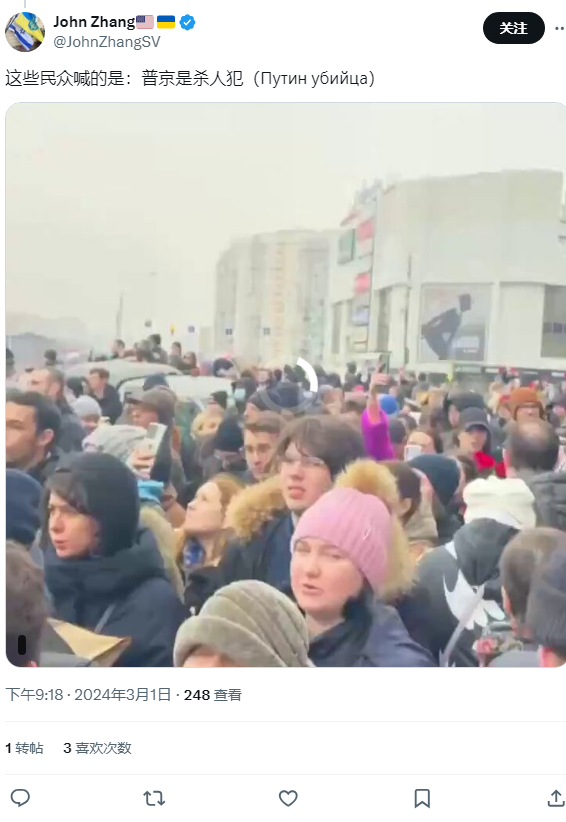 John Zhang
@JohnZhangSV
关注
这些民众喊的是：普京是杀人犯（Путин убийца）
下午9:18 · 2024年3月1日 · 248 查看
1 转帖 3 喜欢次数